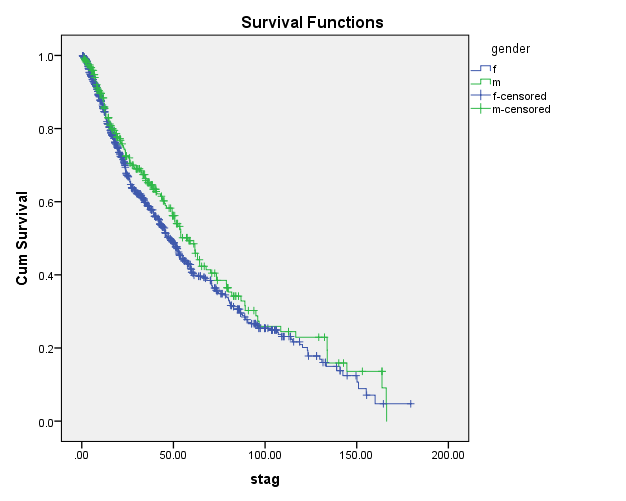 Survival Functions
gender
f
m
f-censored
m-censored
Cum Survival
1.0
0.8
0.6
0.4
0.2
0.0
.00 50.00 100.00 150.00 200.00
stag